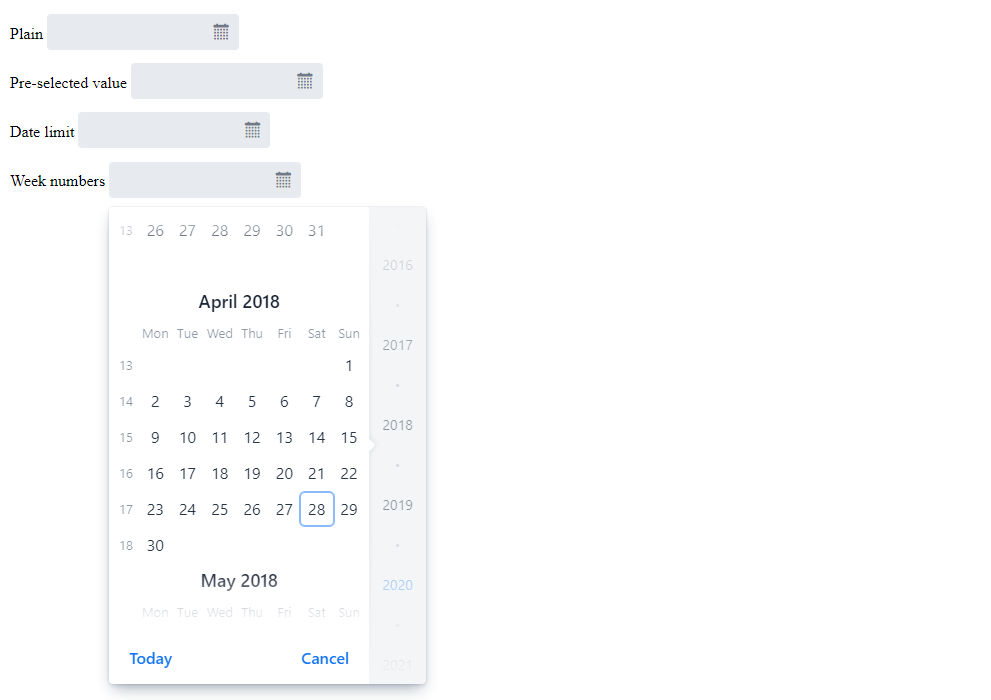 Plain
Pre-selected value
Date limit
Week numbers
13 26 27 28 29 30 31
April 2018
Mon Tue Wed Thu Fri Sat Sun
13 1
14 2 3 4 5 6 7 8
15 9 10 11 12 13 14 15
16 16 17 18 19 20 21 22
17 23 24 25 26 27 28 29
18 30
May 2018
Mon Tue Wed Thu Fri Sat Sun
Today Cancel
2016
2017
2018
2019
2020
2021